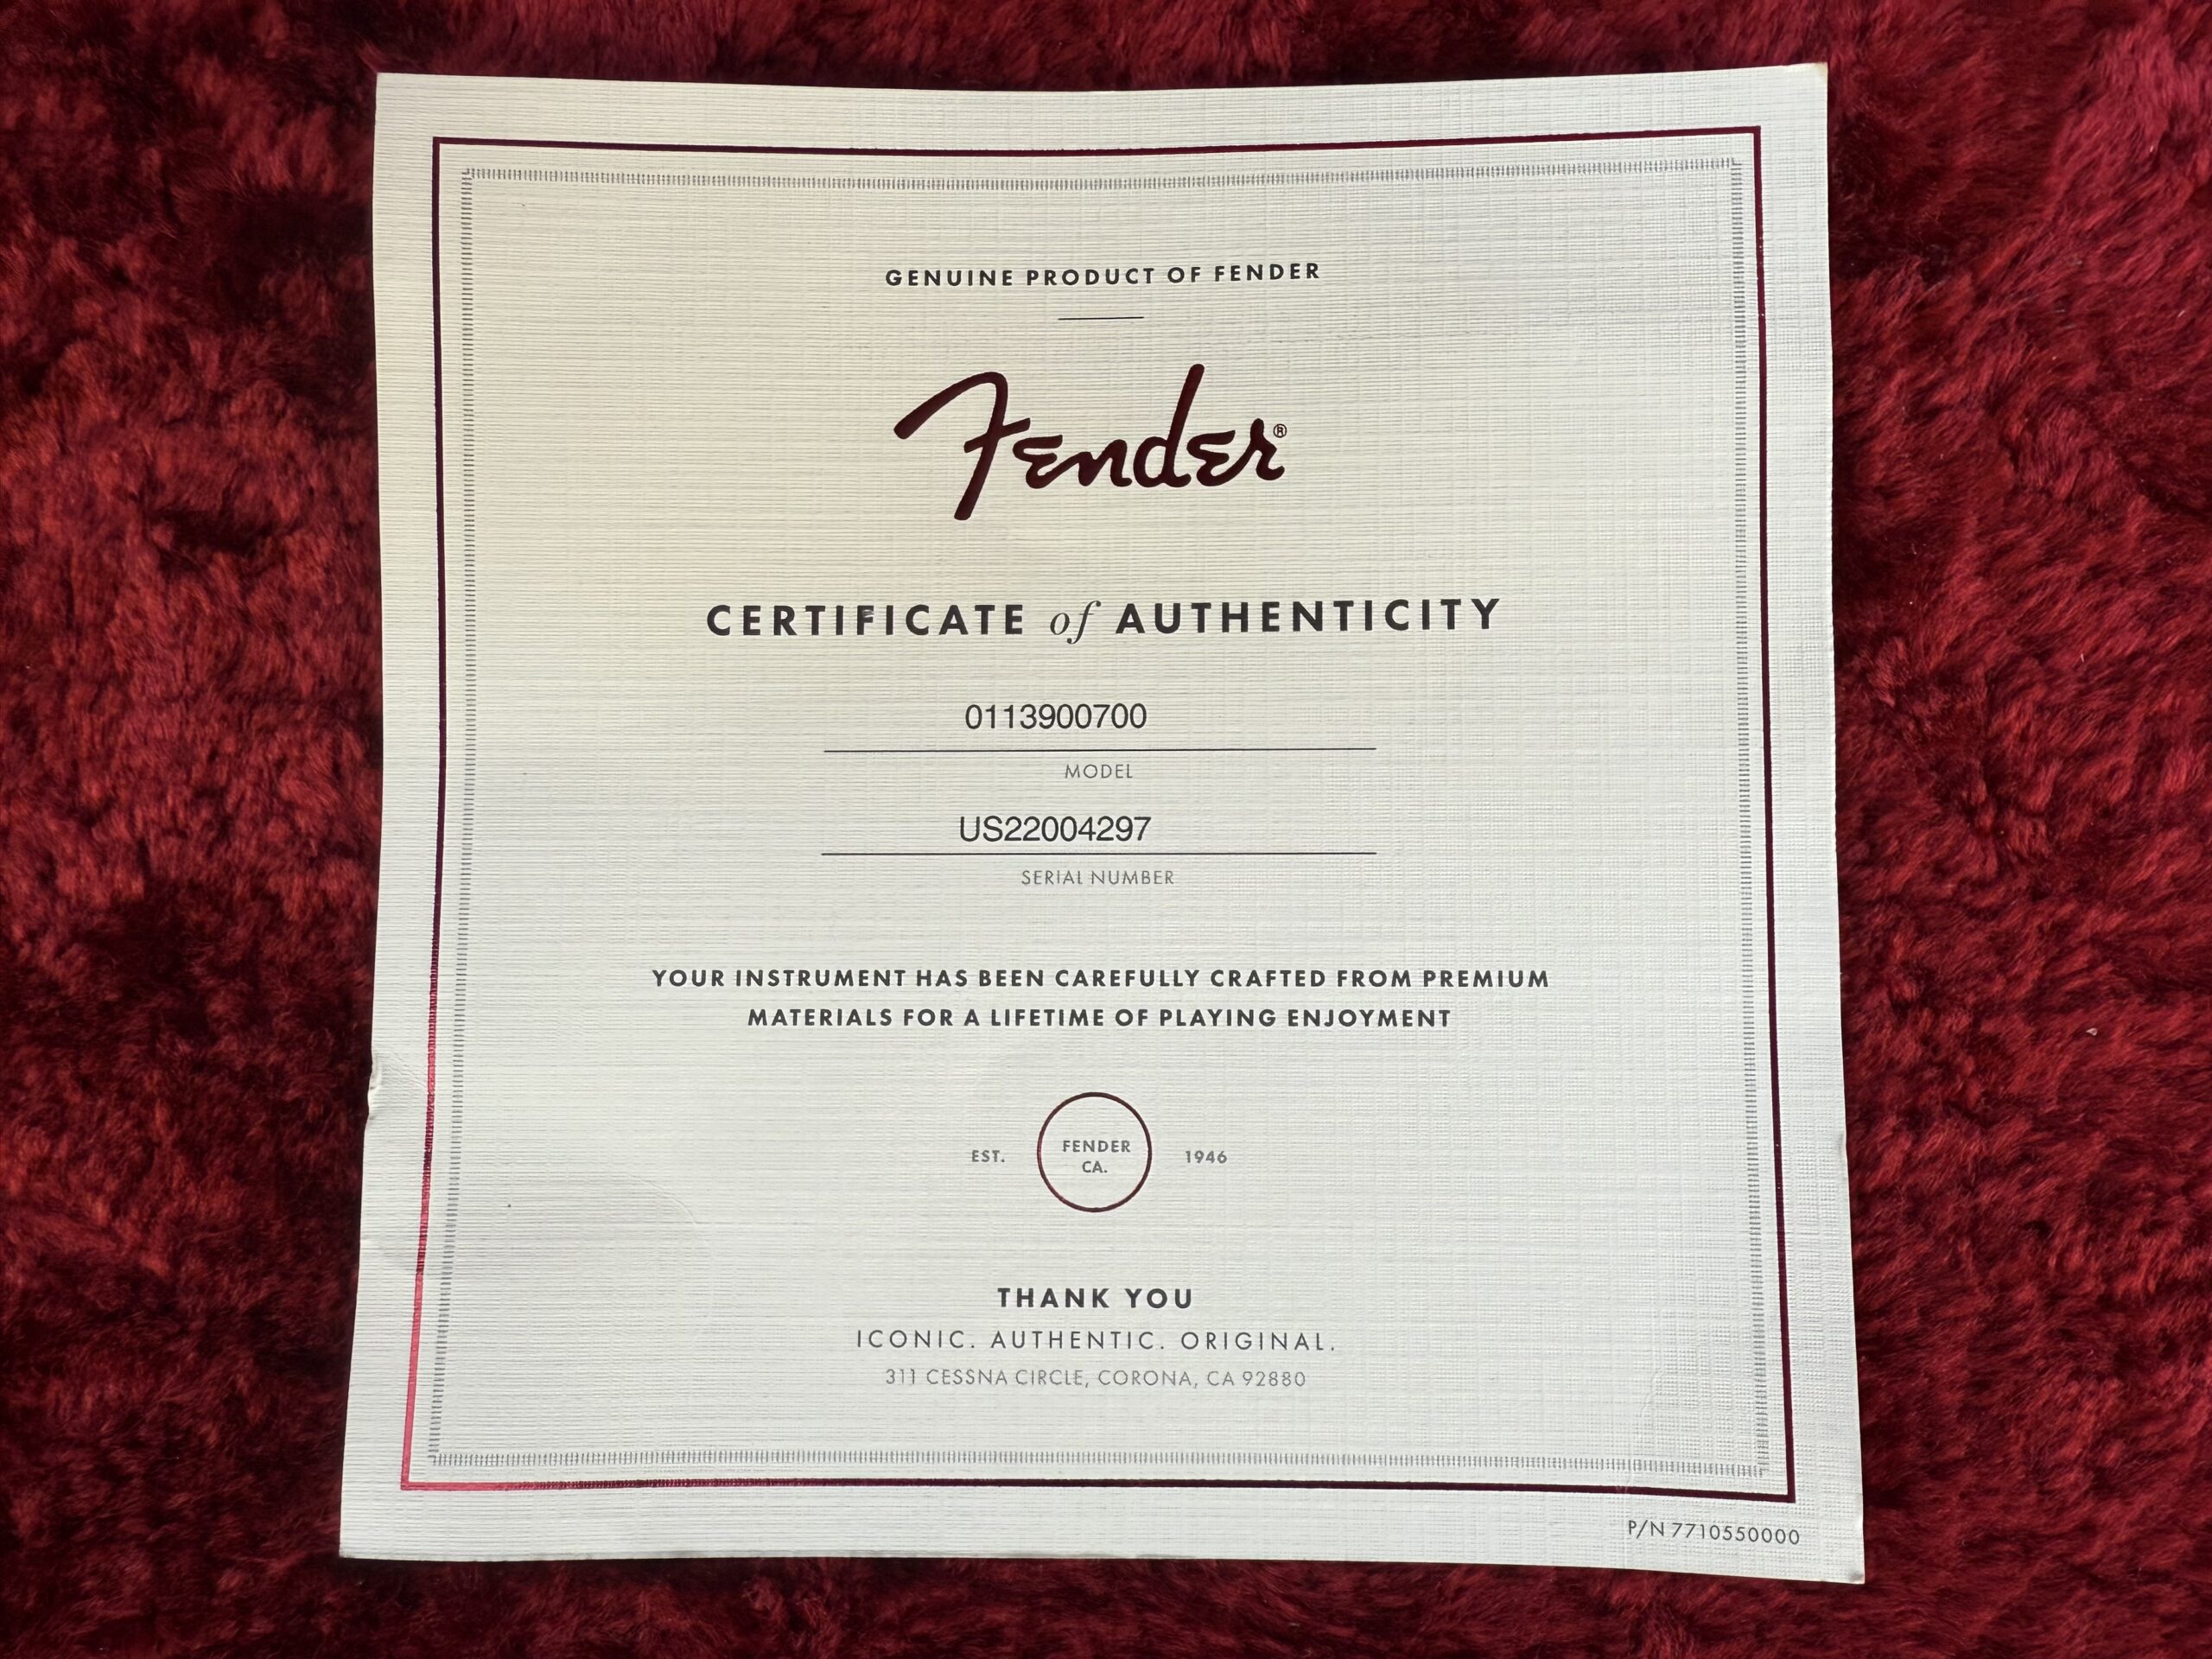 GENUINE PRODUCT OF FENDER
Fender®
CERTIFICATE of AUTHENTICITY
0113900700
MODEL
US22004297
SERIAL NUMBER
YOUR INSTRUMENT HAS BEEN CAREFULLY CRAFTED FROM PREMIUM
MATERIALS FOR A LIFETIME OF PLAYING ENJOYMENT
EST. FENDER CA. 1946
THANK YOU
ICONIC. AUTHENTIC. ORIGINAL.
311 CESSNA CIRCLE, CORONA, CA 92880
P/N 7710550000